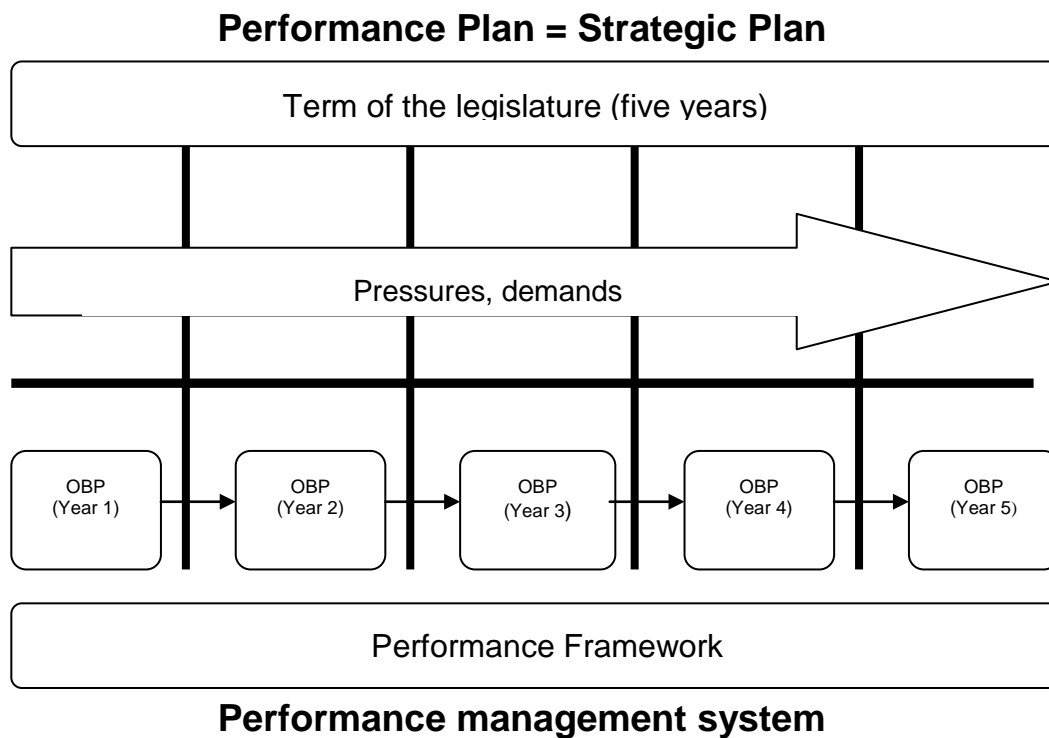 Performance Plan = Strategic Plan
Term of the legislature (five years)
Pressures, demands
OBP
(Year 1)
OBP
(Year 2)
OBP
(Year 3)
OBP
(Year 4)
OBP
(Year 5)
Performance Framework
Performance management system